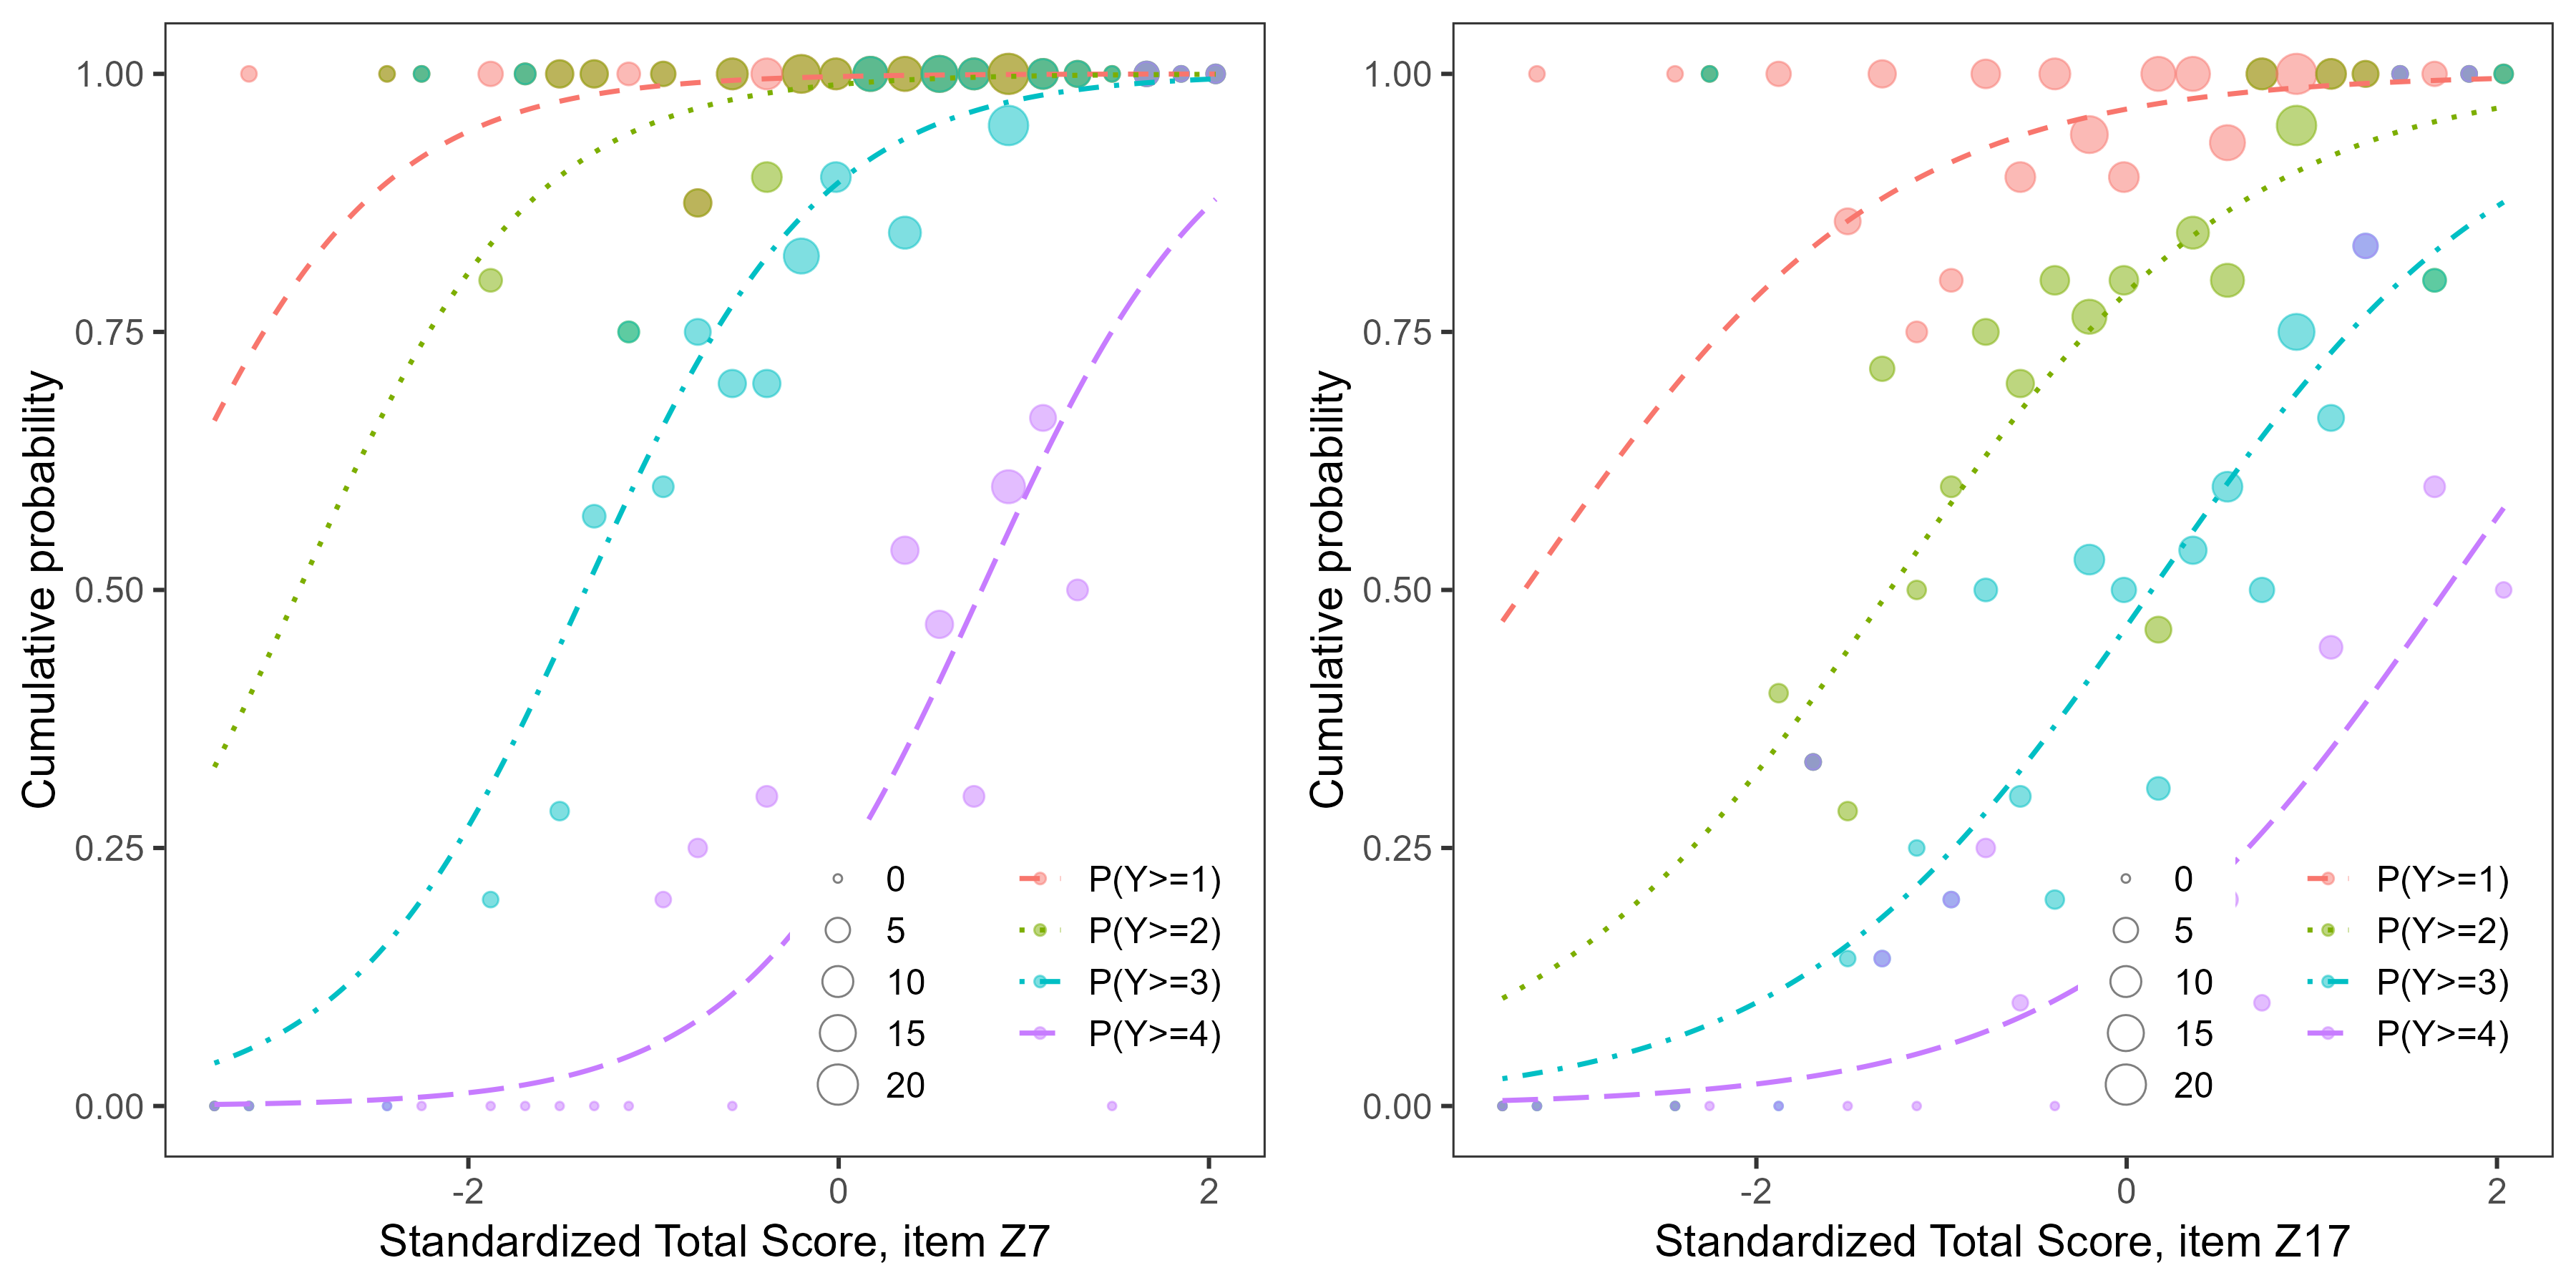 Cumulative probability
1.00
0.75
0.50
0.25
0.00
-2
0
2
Standardized Total Score, item Z7
0
5
10
15
20
P(Y>=1)
P(Y>=2)
P(Y>=3)
P(Y>=4)
Cumulative probability
1.00
0.75
0.50
0.25
0.00
-2
0
2
Standardized Total Score, item Z17
0
5
10
15
20
P(Y>=1)
P(Y>=2)
P(Y>=3)
P(Y>=4)